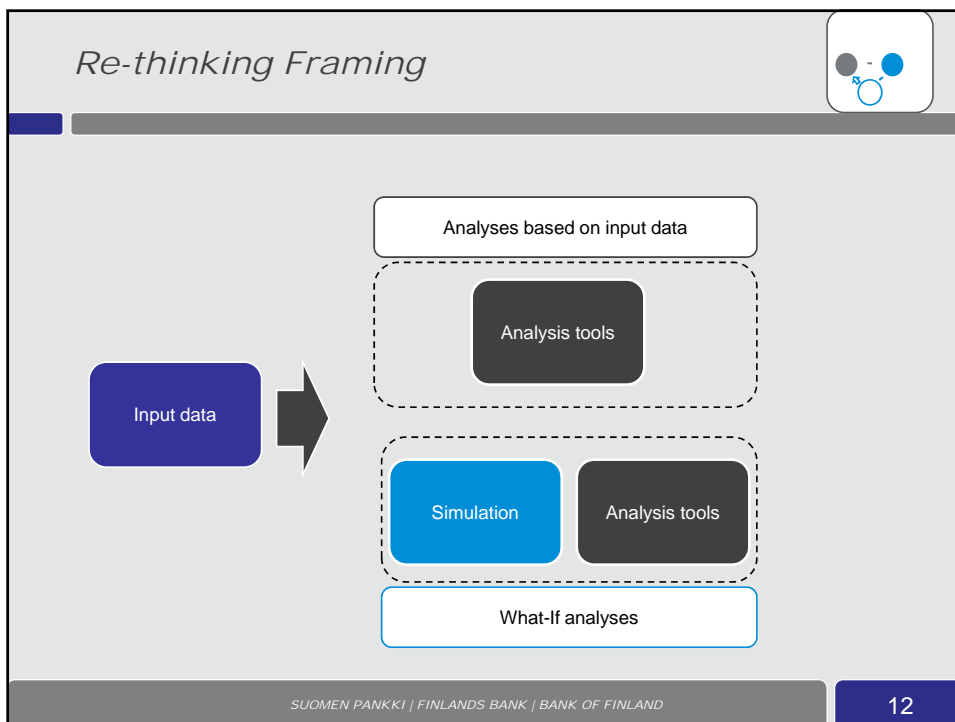 Re-thinking Framing
Analyses based on input data
Analysis tools
Input data
Simulation
Analysis tools
What-If analyses
SUOMEN PANKKI | FINLANDS BANK | BANK OF FINLAND
12